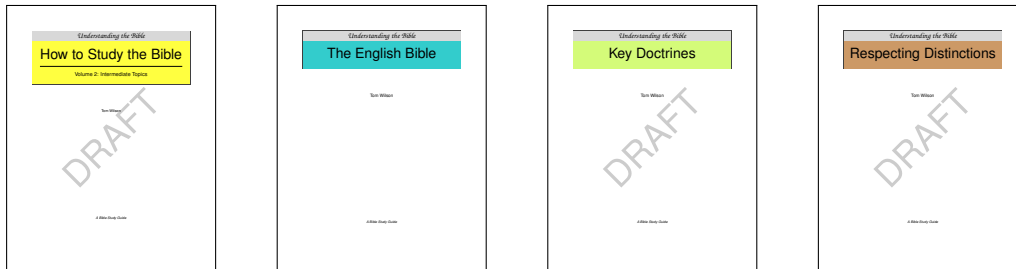 Understanding the Bible
How to Study the Bible
Volume 2: Intermediate Topics
Tom Wilson
DRAFT
A Bible Study Guide
Understanding the Bible
The English Bible
Tom Wilson
A Bible Study Guide
Understanding the Bible
Key Doctrines
Tom Wilson
DRAFT
A Bible Study Guide
Understanding the Bible
Respecting Distinctions
Tom Wilson
DRAFT
A Bible Study Guide